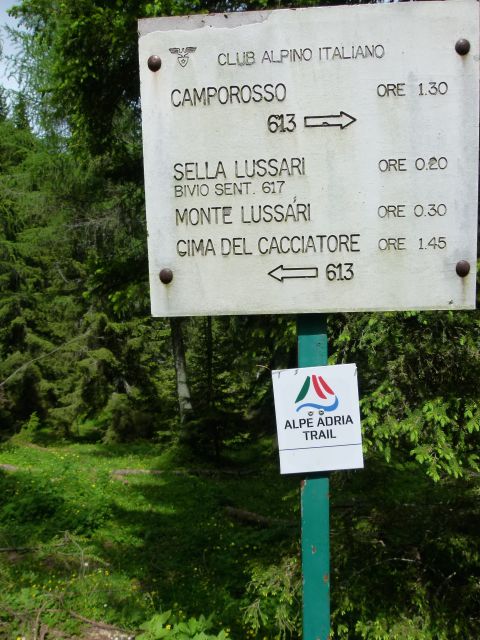 CLUB ALPINO ITALIANO
CAMPOROSSO ORE 1.30
613
SELLA LUSSARI ORE 0.20
BIVIO SENT. 617
MONTE LUSSARI ORE 0.30
CIMA DEL CACCIATORE ORE 1.45
613
ALPE ADRIA
TRAIL